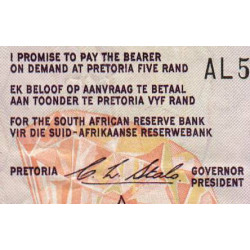 I PROMISE TO PAY THE BEARER
ON DEMAND AT PRETORIA FIVE RAND
AL5
EK BELOOF OP AANVRAAG TE BETAAL
AAN TOONDER TE PRETORIA VYF RAND
FOR THE SOUTH AFRICAN RESERVE BANK
VIR DIE SUID-AFRIKAANSE RESERWEBANK
PRETORIA C. L. Stals GOVERNOR
PRESIDENT